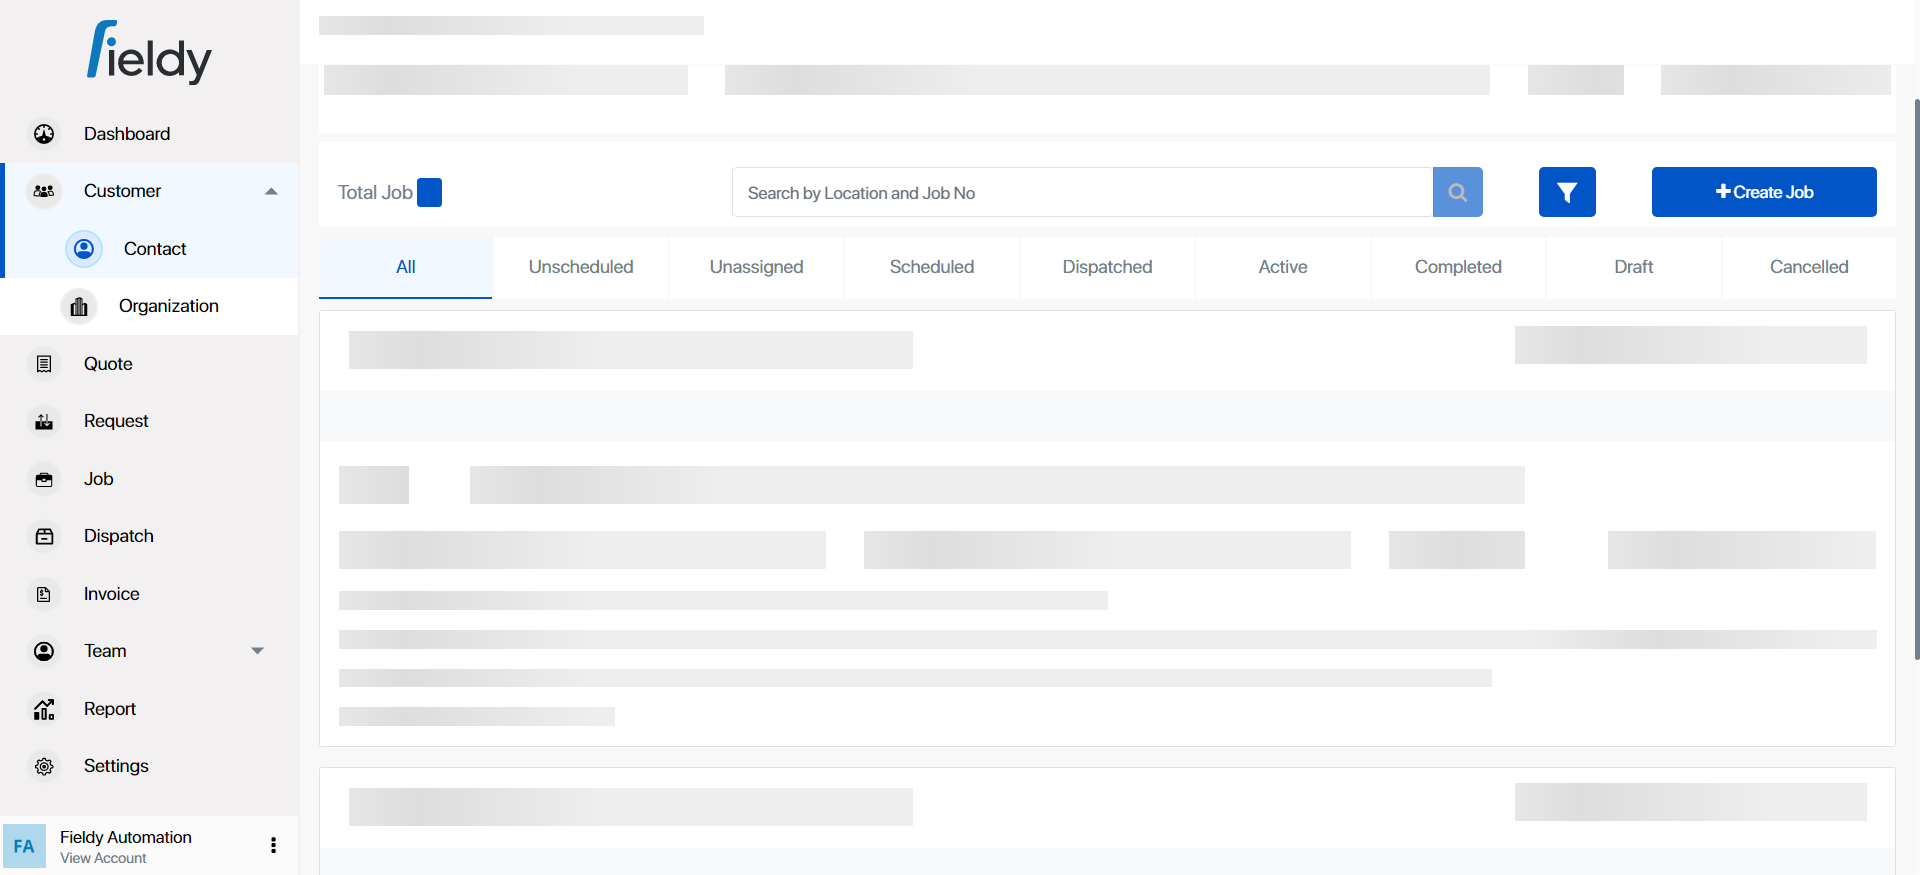 fieldy
Dashboard
Customer
Contact
Organization
Quote
Request
Job
Dispatch
Invoice
Team
Report
Settings
FA
Fieldy Automation
View Account
Total Job
Search by Location and Job No
Create Job
All
Unscheduled
Unassigned
Scheduled
Dispatched
Active
Completed
Draft
Cancelled